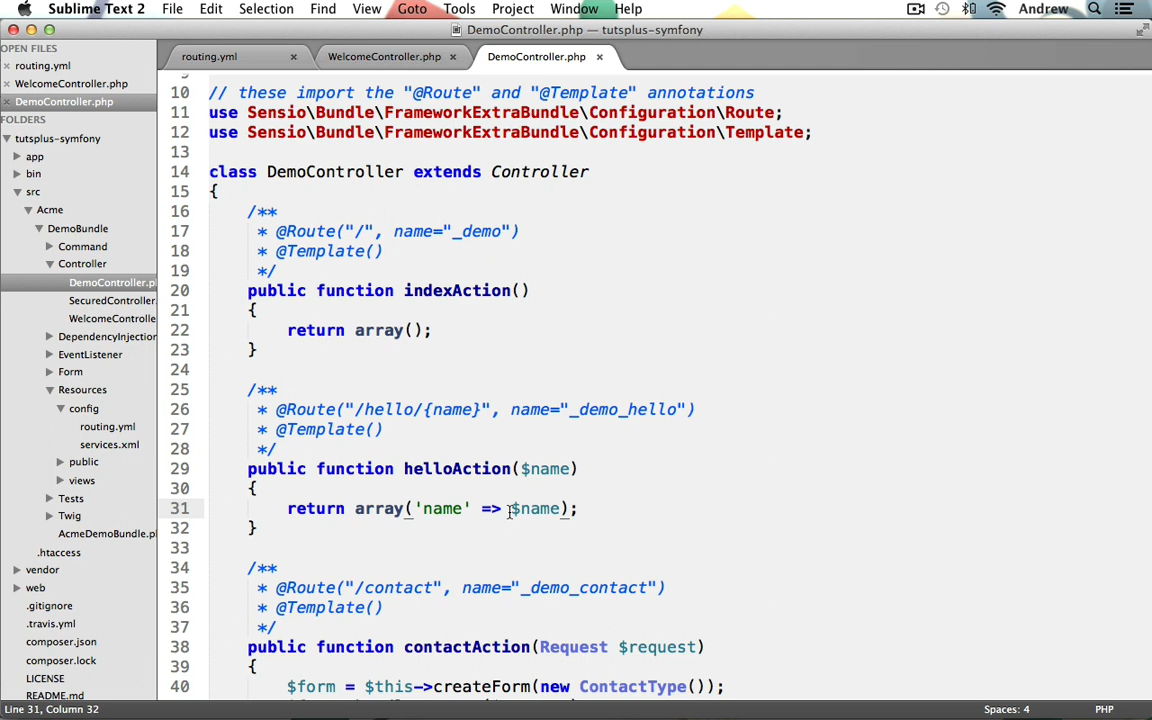 Sublime Text 2 File Edit Selection Find View Goto Tools Project Window Help Andrew
DemoController.php — tutsplus-symfony
OPEN FILES
routing.yml
WelcomeController.php
DemoController.php
FOLDERS
tutsplus-symfony
app
bin
src
Acme
DemoBundle
Command
Controller
DemoController.p
SecuredController.
WelcomeControlle
DependencyInjection
EventListener
Form
Resources
config
routing.yml
services.xml
public
views
Tests
Twig
AcmeDemoBundle.p
.htaccess
vendor
web
.gitignore
.travis.yml
composer.json
composer.lock
LICENSE
README.md
routing.yml WelcomeController.php DemoController.php
10 // these import the "@Route" and "@Template" annotations
11 use Sensio\Bundle\FrameworkExtraBundle\Configuration\Route;
12 use Sensio\Bundle\FrameworkExtraBundle\Configuration\Template;
13
14 class DemoController extends Controller
15 {
16 /**
17 * @Route("/", name="_demo")
18 * @Template()
19 */
20 public function indexAction()
21 {
22 return array();
23 }
24
25 /**
26 * @Route("/hello/{name}", name="_demo_hello")
27 * @Template()
28 */
29 public function helloAction($name)
30 {
31 return array('name' => $name);
32 }
33
34 /**
35 * @Route("/contact", name="_demo_contact")
36 * @Template()
37 */
38 public function contactAction(Request $request)
39 {
40 $form = $this->createForm(new ContactType());
Line 31, Column 32 Spaces: 4 PHP